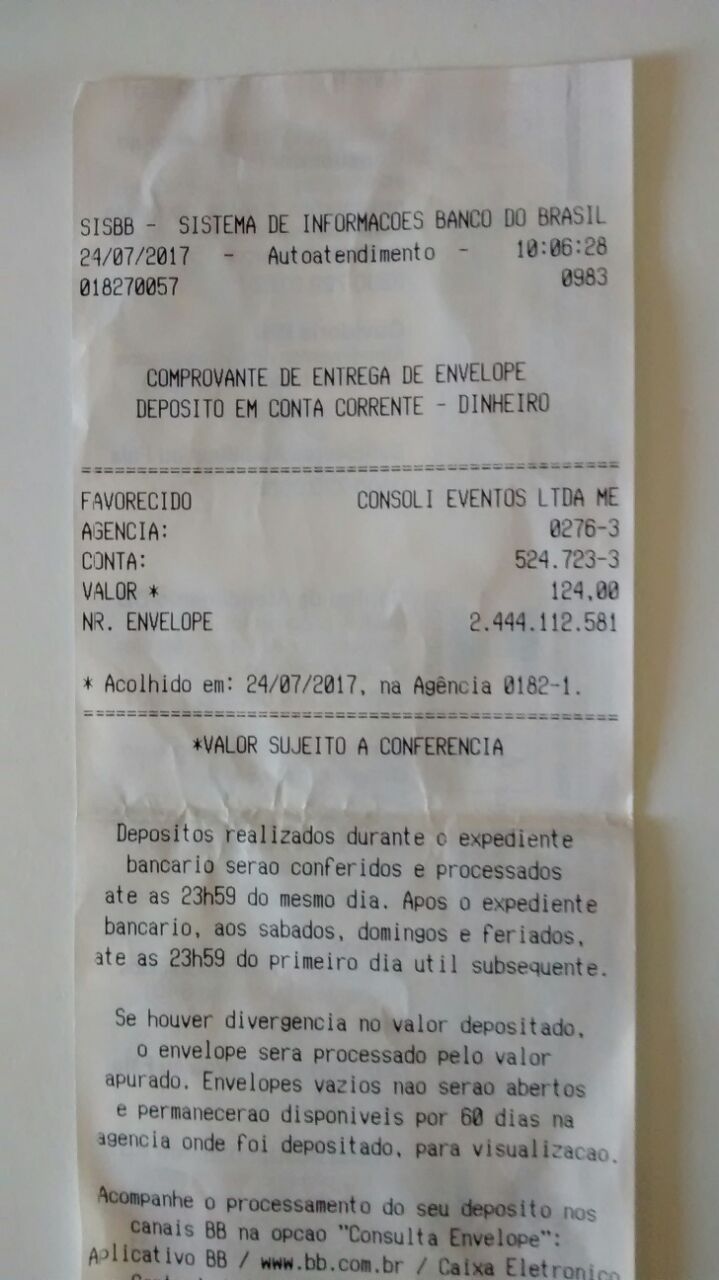 SISBB - SISTEMA DE INFORMACOES BANCO DO BRASIL
24/07/2017 - Autoatendimento - 10:06:28
018270057 0983
COMPROVANTE DE ENTREGA DE ENVELOPE
DEPOSITO EM CONTA CORRENTE - DINHEIRO
================================================
FAVORECIDO CONSOLI EVENTOS LTDA ME
AGENCIA: 0276-3
CONTA: 524.723-3
VALOR * 124,00
NR. ENVELOPE 2.444.112.581
* Acolhido em: 24/07/2017, na Agência 0182-1.
================================================
*VALOR SUJEITO A CONFERENCIA
Depositos realizados durante o expediente
bancario serao conferidos e processados
ate as 23h59 do mesmo dia. Apos o expediente
bancario, aos sabados, domingos e feriados,
ate as 23h59 do primeiro dia util subsequente.
Se houver divergencia no valor depositado,
o envelope sera processado pelo valor
apurado. Envelopes vazios nao serao abertos
e permanecerao disponiveis por 60 dias na
agencia onde foi depositado, para visualizacao.
Acompanhe o processamento do seu deposito nos
canais BB na opcao "Consulta Envelope":
Aplicativo BB / www.bb.com.br / Caixa Eletronico